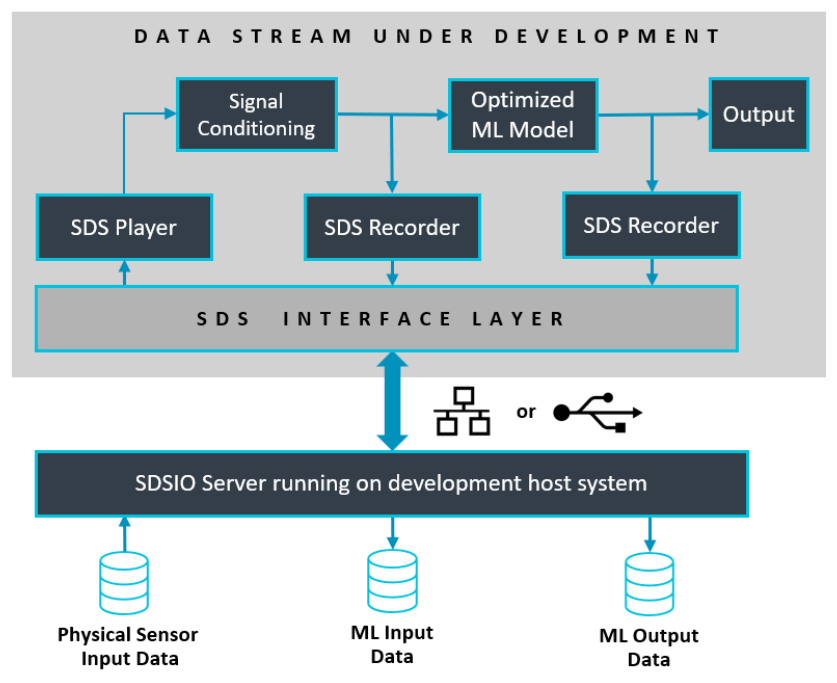 DATA STREAM UNDER DEVELOPMENT
Signal
Conditioning
Optimized
ML Model
Output
SDS Player
SDS Recorder
SDS Recorder
SDS INTERFACE LAYER
or
SDSIO Server running on development host system
Physical Sensor
Input Data
ML Input
Data
ML Output
Data